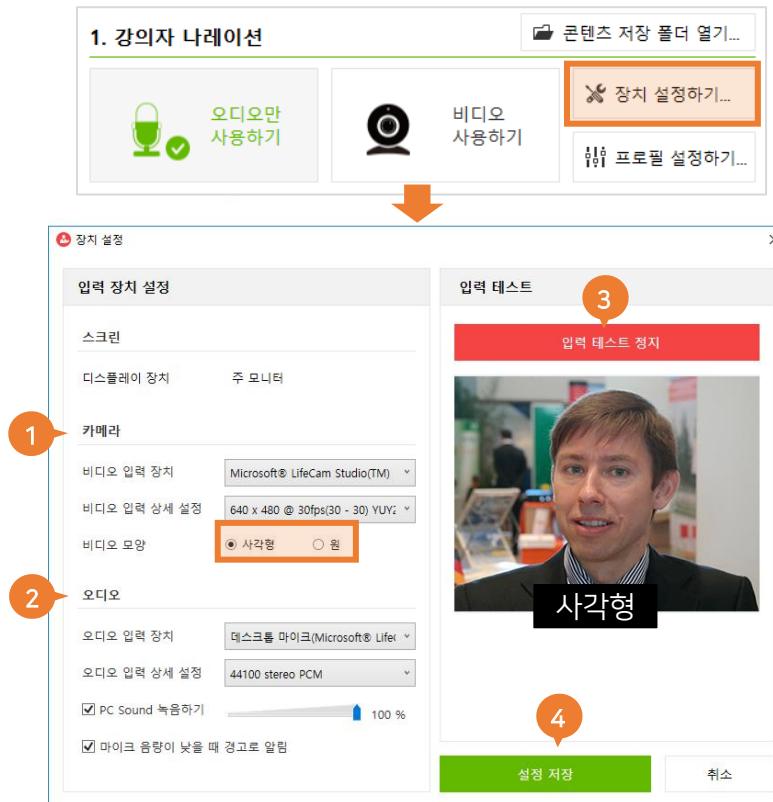 1. 강의자 나레이션
콘텐츠 저장 폴더 열기...
오디오만
사용하기
비디오
사용하기
장치 설정하기...
프로필 설정하기...
장치 설정
입력 장치 설정
스크린
디스플레이 장치 주 모니터
1
카메라
비디오 입력 장치 Microsoft® LifeCam Studio(TM)
비디오 입력 상세 설정 640 x 480 @ 30fps(30 - 30) YUY2
비디오 모양 사각형 원
2
오디오
오디오 입력 장치 데스크톱 마이크(Microsoft® Life
오디오 입력 상세 설정 44100 stereo PCM
PC Sound 녹음하기 100 %
마이크 음량이 낮을 때 경고로 알림
입력 테스트
3
입력 테스트 정지
사각형
4
설정 저장
취소